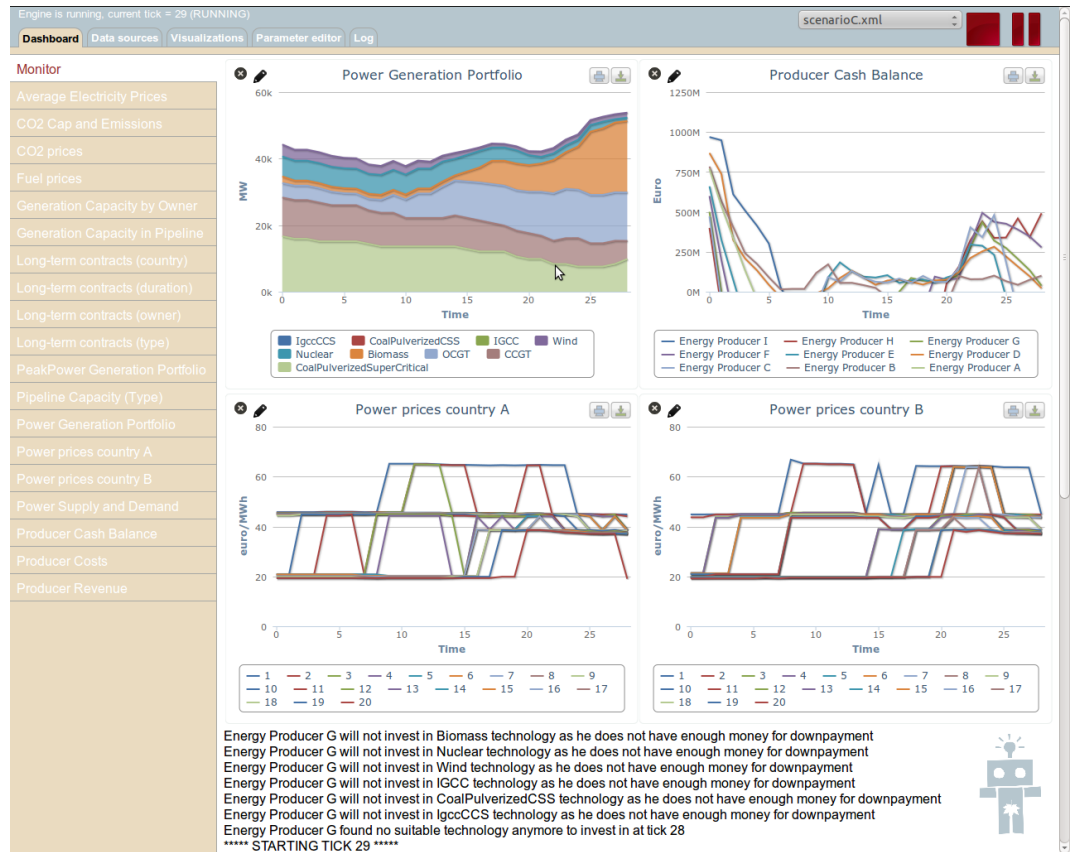 Engine is running, current tick = 29 (RUNNING)
scenarioC.xml
Dashboard Data sources Visualizations Parameter editor Log
Monitor
Average Electricity Prices
CO2 Cap and Emissions
CO2 prices
Fuel prices
Generation Capacity by Owner
Generation Capacity in Pipeline
Long-term contracts (country)
Long-term contracts (duration)
Long-term contracts (owner)
Long-term contracts (type)
PeakPower Generation Portfolio
Pipeline Capacity (Type)
Power Generation Portfolio
Power prices country A
Power prices country B
Power Supply and Demand
Producer Cash Balance
Producer Costs
Producer Revenue
Power Generation Portfolio
60k
40k
20k
0k
MW
0 5 10 15 20 25
Time
IgccCCS CoalPulverizedCSS IGCC Wind
Nuclear Biomass OCGT CCGT
CoalPulverizedSuperCritical
Producer Cash Balance
1250M
1000M
750M
500M
250M
0M
Euro
0 5 10 15 20 25
Time
Energy Producer I Energy Producer H Energy Producer G
Energy Producer F Energy Producer E Energy Producer D
Energy Producer C Energy Producer B Energy Producer A
Power prices country A
80
60
40
20
0
euro/MWh
0 5 10 15 20 25
Time
1 2 3 4 5 6 7 8 9
10 11 12 13 14 15 16 17
18 19 20
Power prices country B
80
60
40
20
0
euro/MWh
0 5 10 15 20 25
Time
1 2 3 4 5 6 7 8 9
10 11 12 13 14 15 16 17
18 19 20
Energy Producer G will not invest in Biomass technology as he does not have enough money for downpayment
Energy Producer G will not invest in Nuclear technology as he does not have enough money for downpayment
Energy Producer G will not invest in Wind technology as he does not have enough money for downpayment
Energy Producer G will not invest in IGCC technology as he does not have enough money for downpayment
Energy Producer G will not invest in CoalPulverizedCSS technology as he does not have enough money for downpayment
Energy Producer G will not invest in IgccCCS technology as he does not have enough money for downpayment
Energy Producer G found no suitable technology anymore to invest in at tick 28
***** STARTING TICK 29 *****